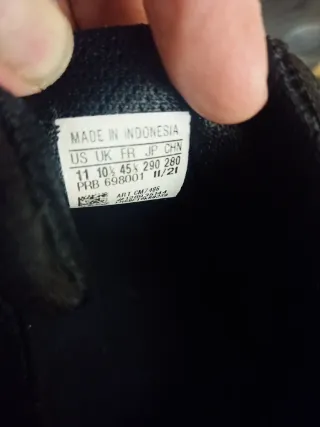 MADE IN INDONESIA
US UK FR JP CHN
11 10½ 45⅓ 290 280
PRB 698001 11/21
ART